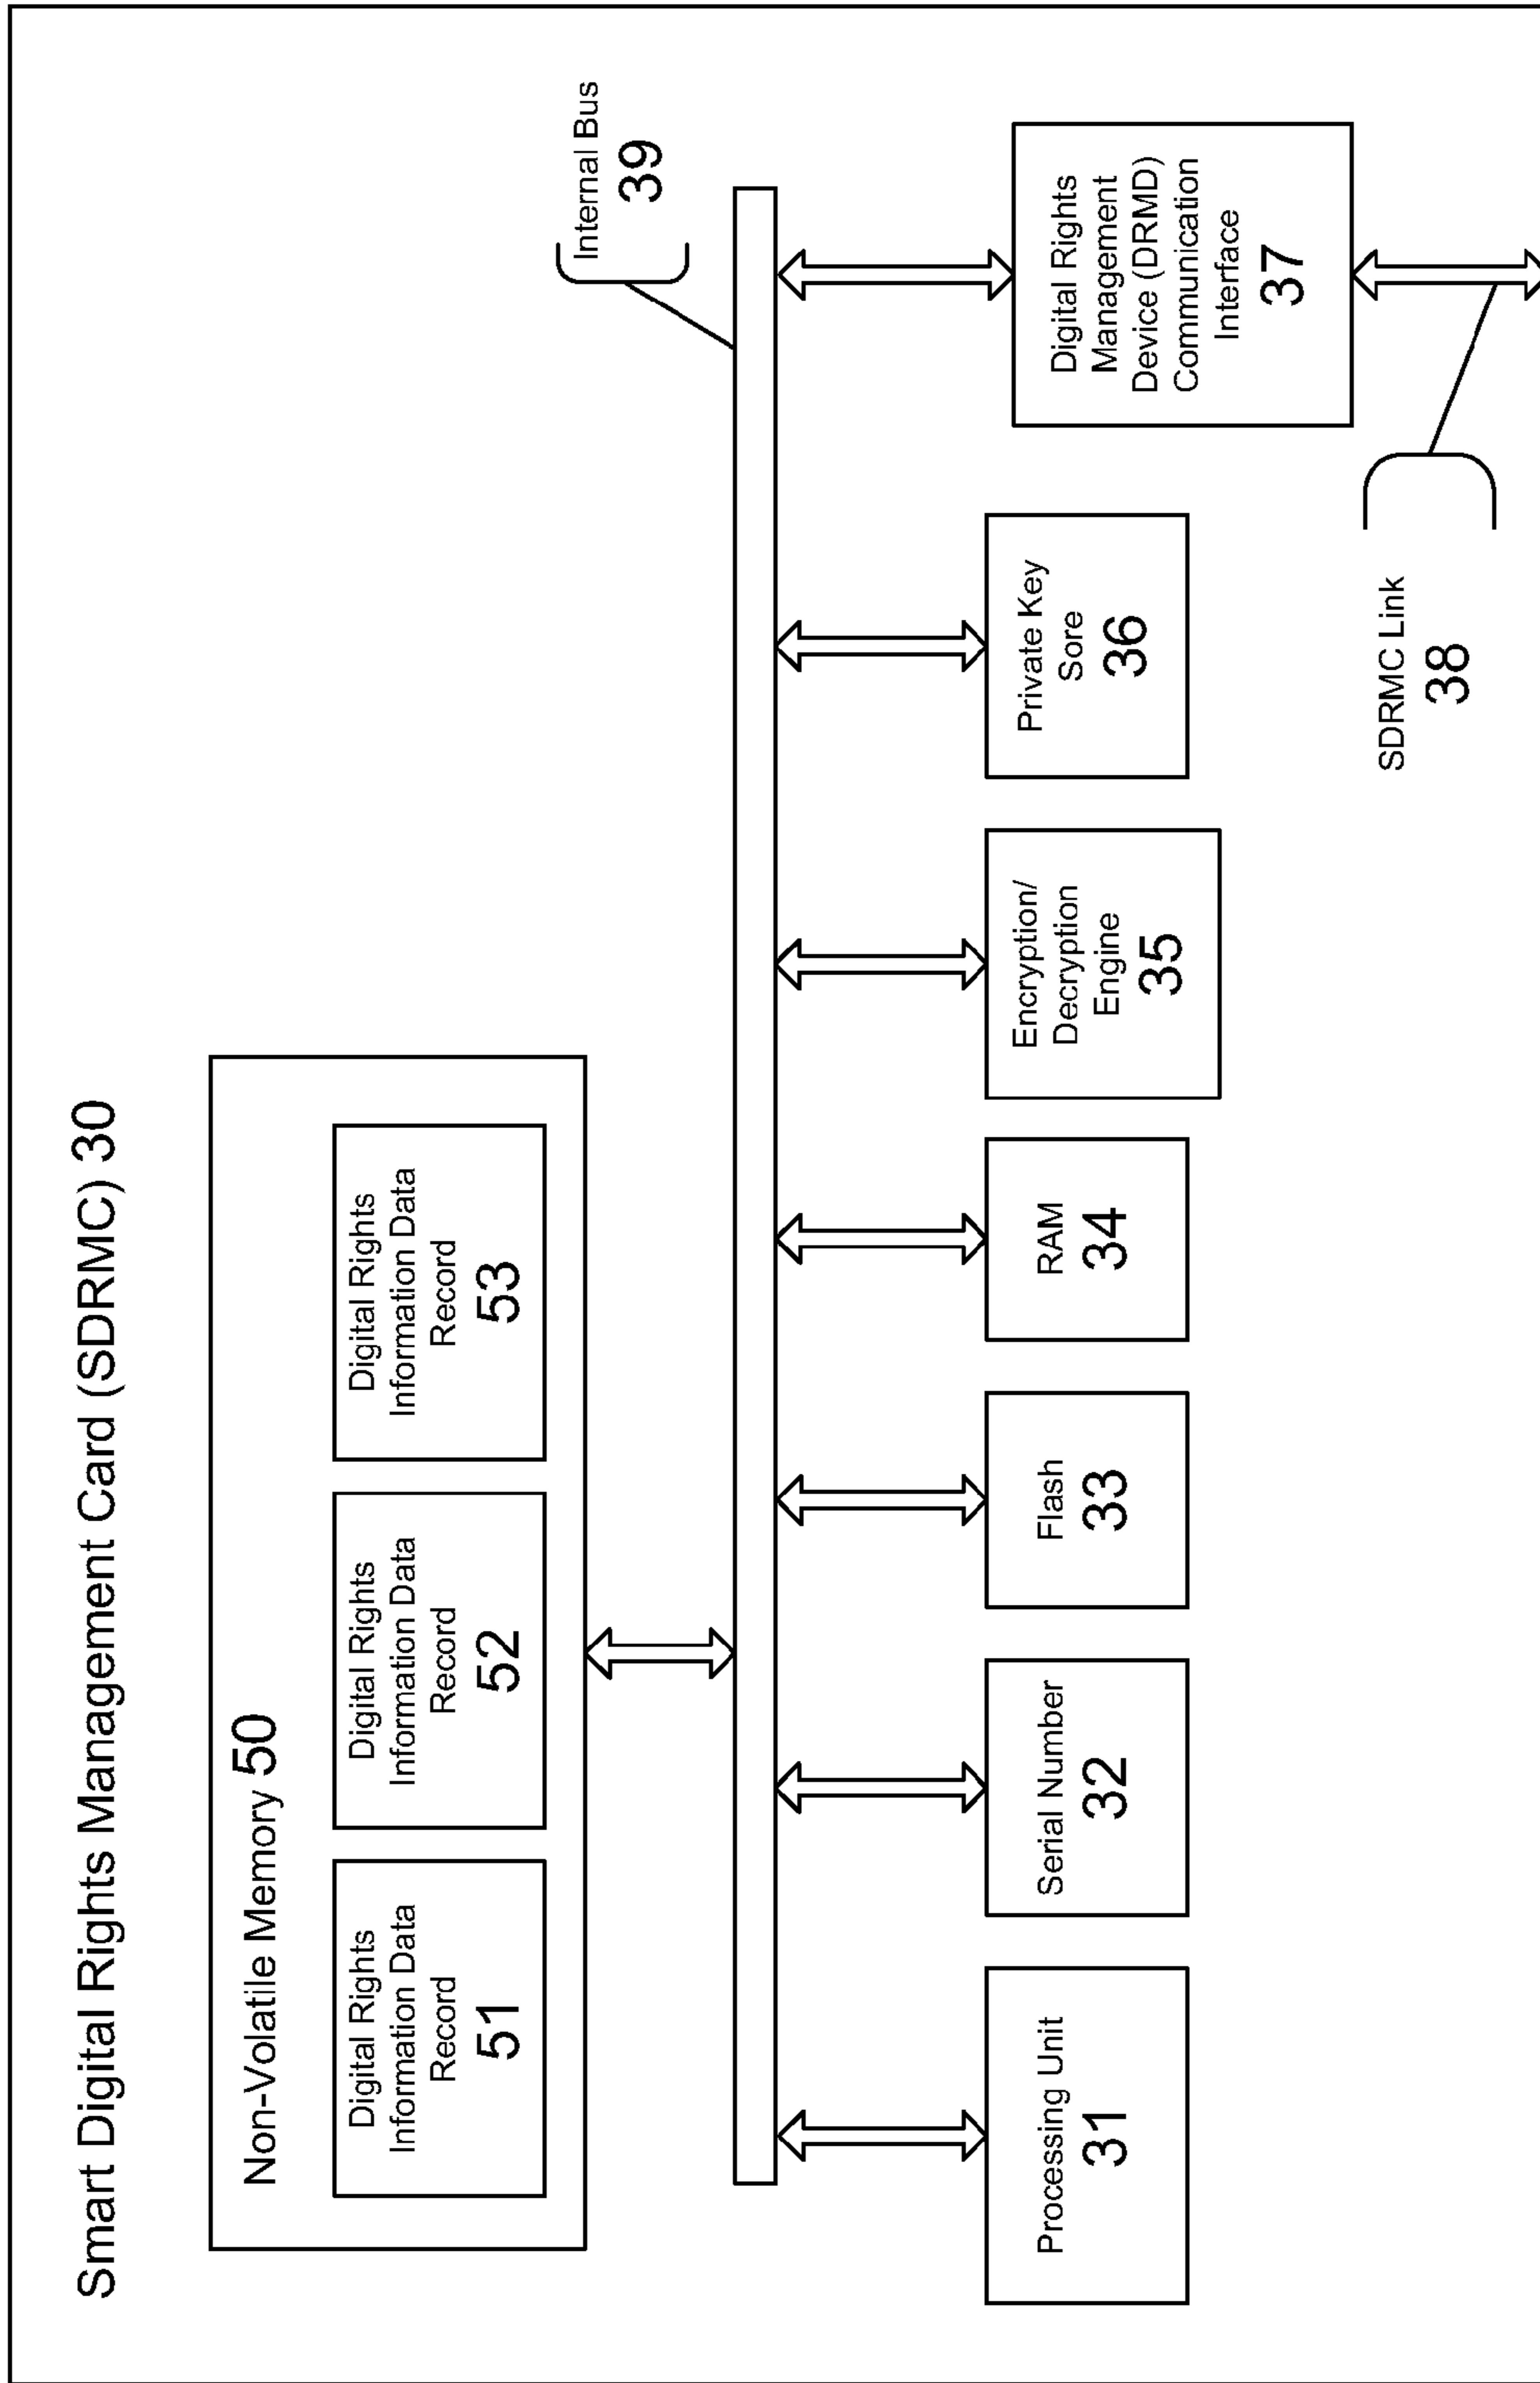 Smart Digital Rights Management Card (SDRMC) 30
Non-Volatile Memory 50
Digital Rights
Information Data
Record
51
Digital Rights
Information Data
Record
52
Digital Rights
Information Data
Record
53
Internal Bus
39
Processing Unit
31
Serial Number
32
Flash
33
RAM
34
Encryption/
Decryption
Engine
35
Private Key
Sore
36
Digital Rights
Management
Device (DRMD)
Communication
Interface
37
SDRMC Link
38